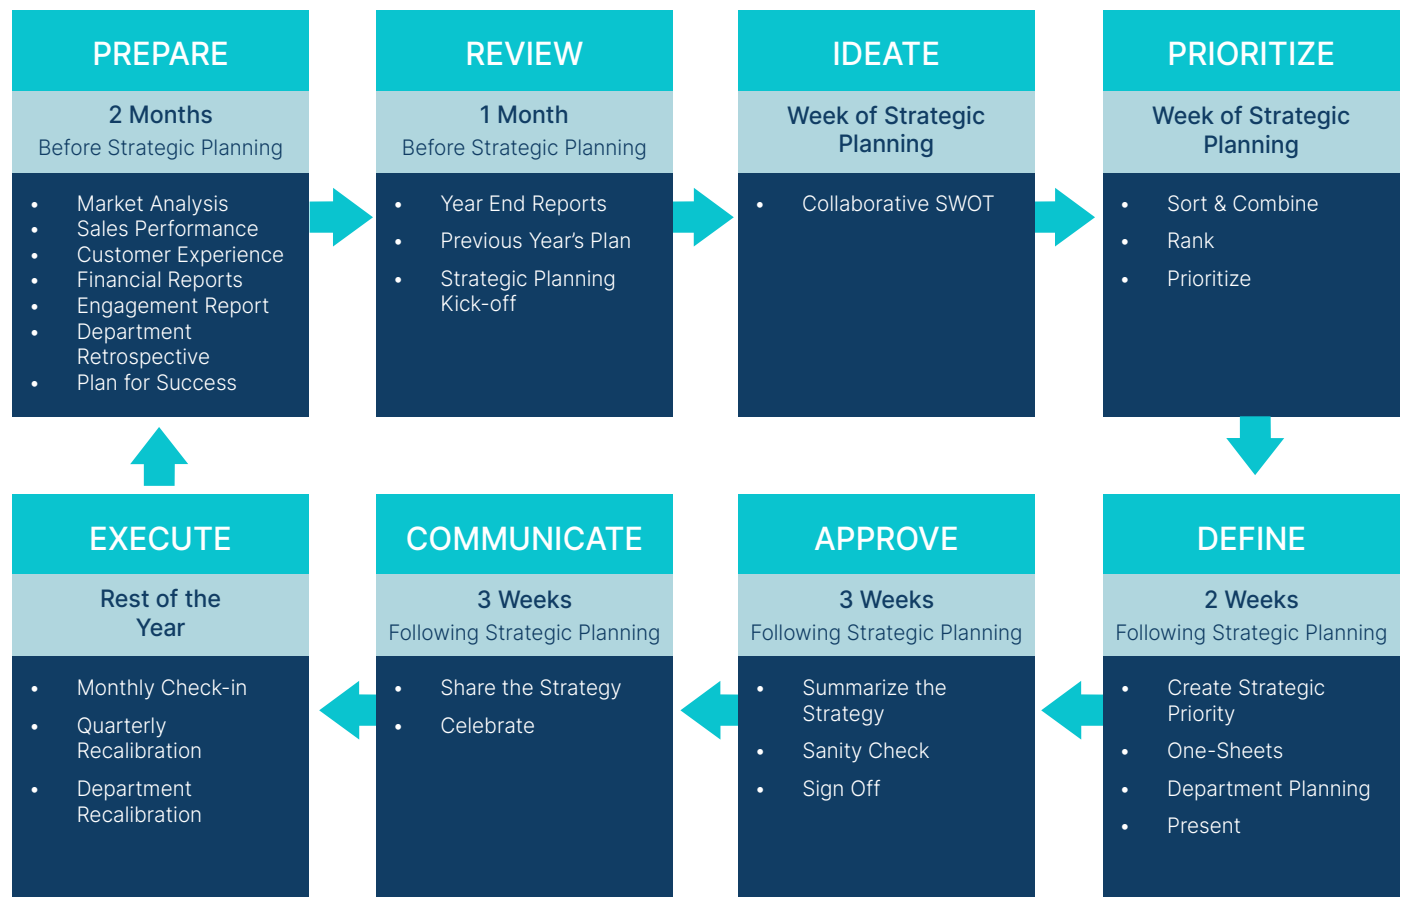 PREPARE
2 Months
Before Strategic Planning
• Market Analysis
• Sales Performance
• Customer Experience
• Financial Reports
• Engagement Report
• Department
Retrospective
• Plan for Success
REVIEW
1 Month
Before Strategic Planning
• Year End Reports
• Previous Year’s Plan
• Strategic Planning
Kick-off
IDEATE
Week of Strategic
Planning
• Collaborative SWOT
PRIORITIZE
Week of Strategic
Planning
• Sort & Combine
• Rank
• Prioritize
DEFINE
2 Weeks
Following Strategic Planning
• Create Strategic
Priority
• One-Sheets
• Department Planning
• Present
APPROVE
3 Weeks
Following Strategic Planning
• Summarize the
Strategy
• Sanity Check
• Sign Off
COMMUNICATE
3 Weeks
Following Strategic Planning
• Share the Strategy
• Celebrate
EXECUTE
Rest of the
Year
• Monthly Check-in
• Quarterly
Recalibration
• Department
Recalibration